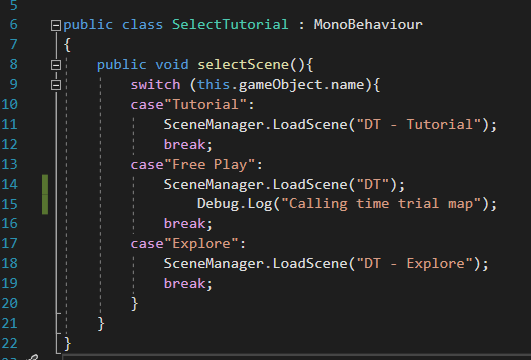 5
6 public class SelectTutorial : MonoBehaviour
7 {
8 public void selectScene(){
9 switch (this.gameObject.name){
10 case"Tutorial":
11 SceneManager.LoadScene("DT - Tutorial");
12 break;
13 case"Free Play":
14 SceneManager.LoadScene("DT");
15 Debug.Log("Calling time trial map");
16 break;
17 case"Explore":
18 SceneManager.LoadScene("DT - Explore");
19 break;
20 }
21 }
22 }